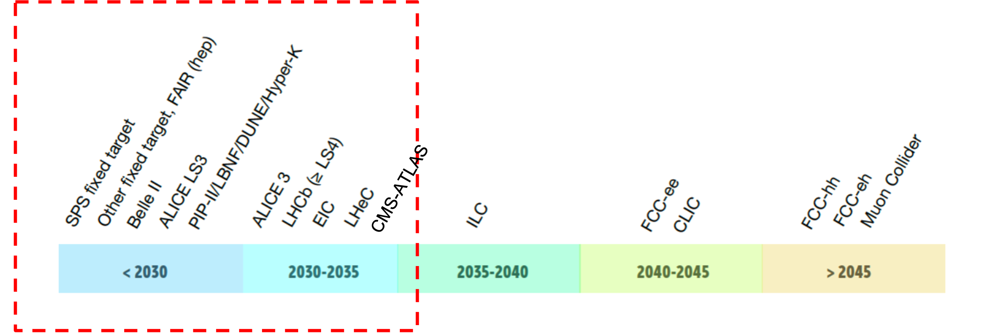 SPS fixed target
Other fixed target, FAIR (hep)
Belle II
ALICE LS3
PIP-II/LBNF/DUNE/Hyper-K
ALICE 3
LHCb (≥ LS4)
EIC
LHeC
CMS-ATLAS
ILC
FCC-ee
CLIC
FCC-hh
FCC-eh
Muon Collider
< 2030
2030-2035
2035-2040
2040-2045
> 2045